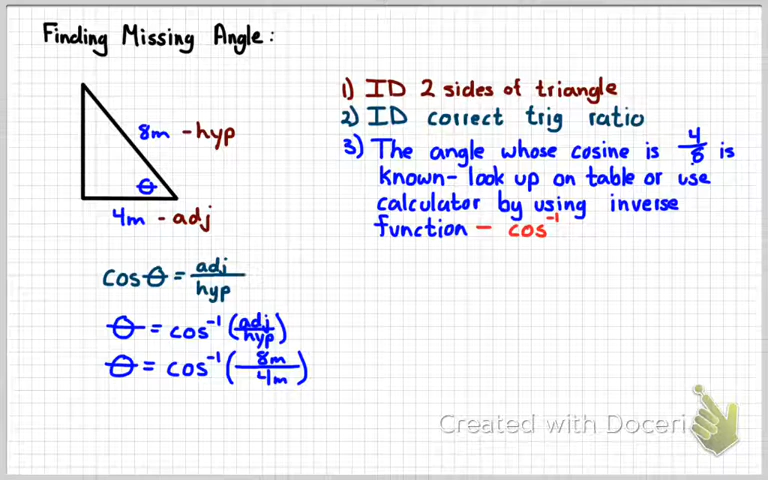 Finding Missing Angle:
8m - hyp
θ
4m - adj
cos θ = adj/hyp
θ = cos⁻¹ (adj/hyp)
θ = cos⁻¹ (8m/4m)
1) ID 2 sides of triangle
2) ID correct trig ratio
3) The angle whose cosine is 4/8 is
known - look up on table or use
calculator by using inverse
function - cos⁻¹
Created with Doceri